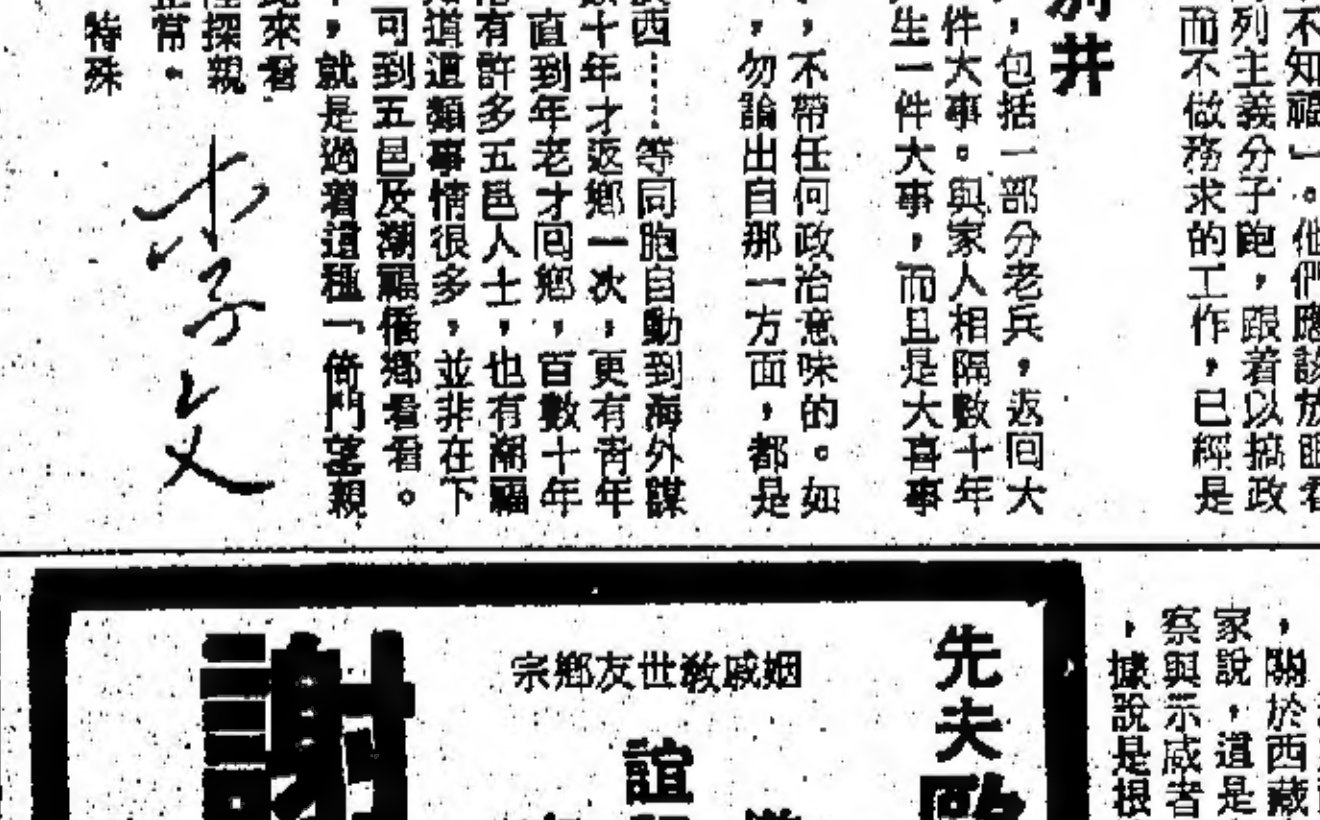 不知福」。他們應該放眼看
列主義分子跑，跟着以搞政
而不做務求的工作，已經是
別井
，包括一部分老兵，返回大
件大事。與家人相隔數十年
生一件大事，而且是大喜事
，不帶任何政治意味的。如
，勿論出自那一方面，都是
西……等同胞自動到海外謀
數十年才返鄉一次，更有青年
直到年老才回鄉，百數十年
有許多五邑人士，也有潮福
知道這類事情很多，並非在下
可到五邑及潮福僑鄉看看。
，就是過着這種「倚門望親
來看
探親
正常。
特殊
，關於西藏
家說，這是
察與示威者
，據說是根
先夫歐
姻戚教世友鄉宗
誼
謝